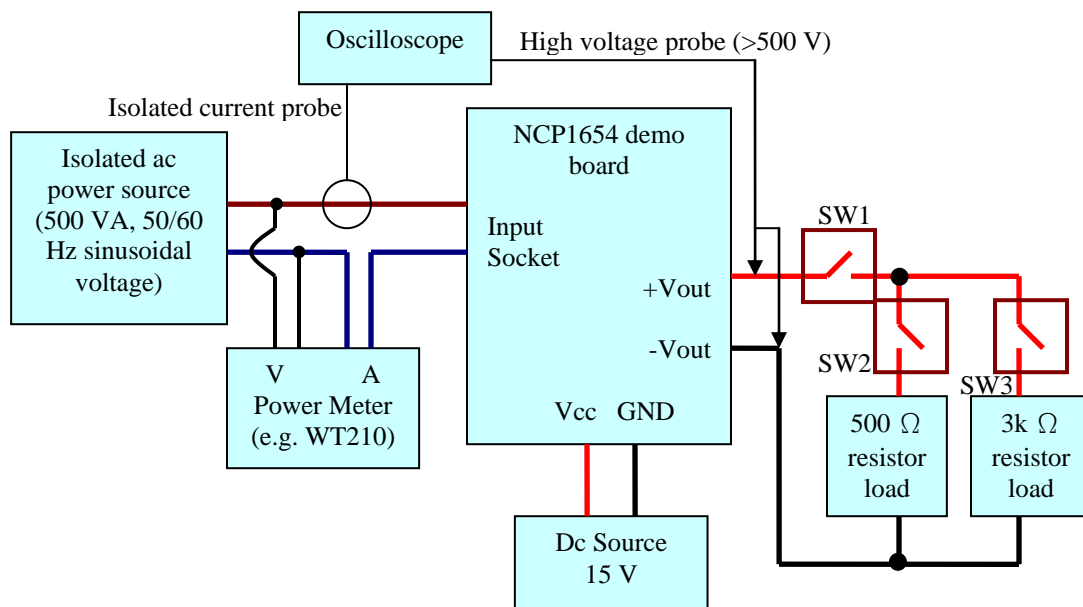 Oscilloscope
High voltage probe (>500 V)
Isolated current probe
Isolated ac
power source
(500 VA, 50/60
Hz sinusoidal
voltage)
NCP1654 demo
board
Input
Socket
SW1
+Vout
-Vout
SW2
SW3
V A
Power Meter
(e.g. WT210)
Vcc GND
500 Ω
resistor
load
3k Ω
resistor
load
Dc Source
15 V